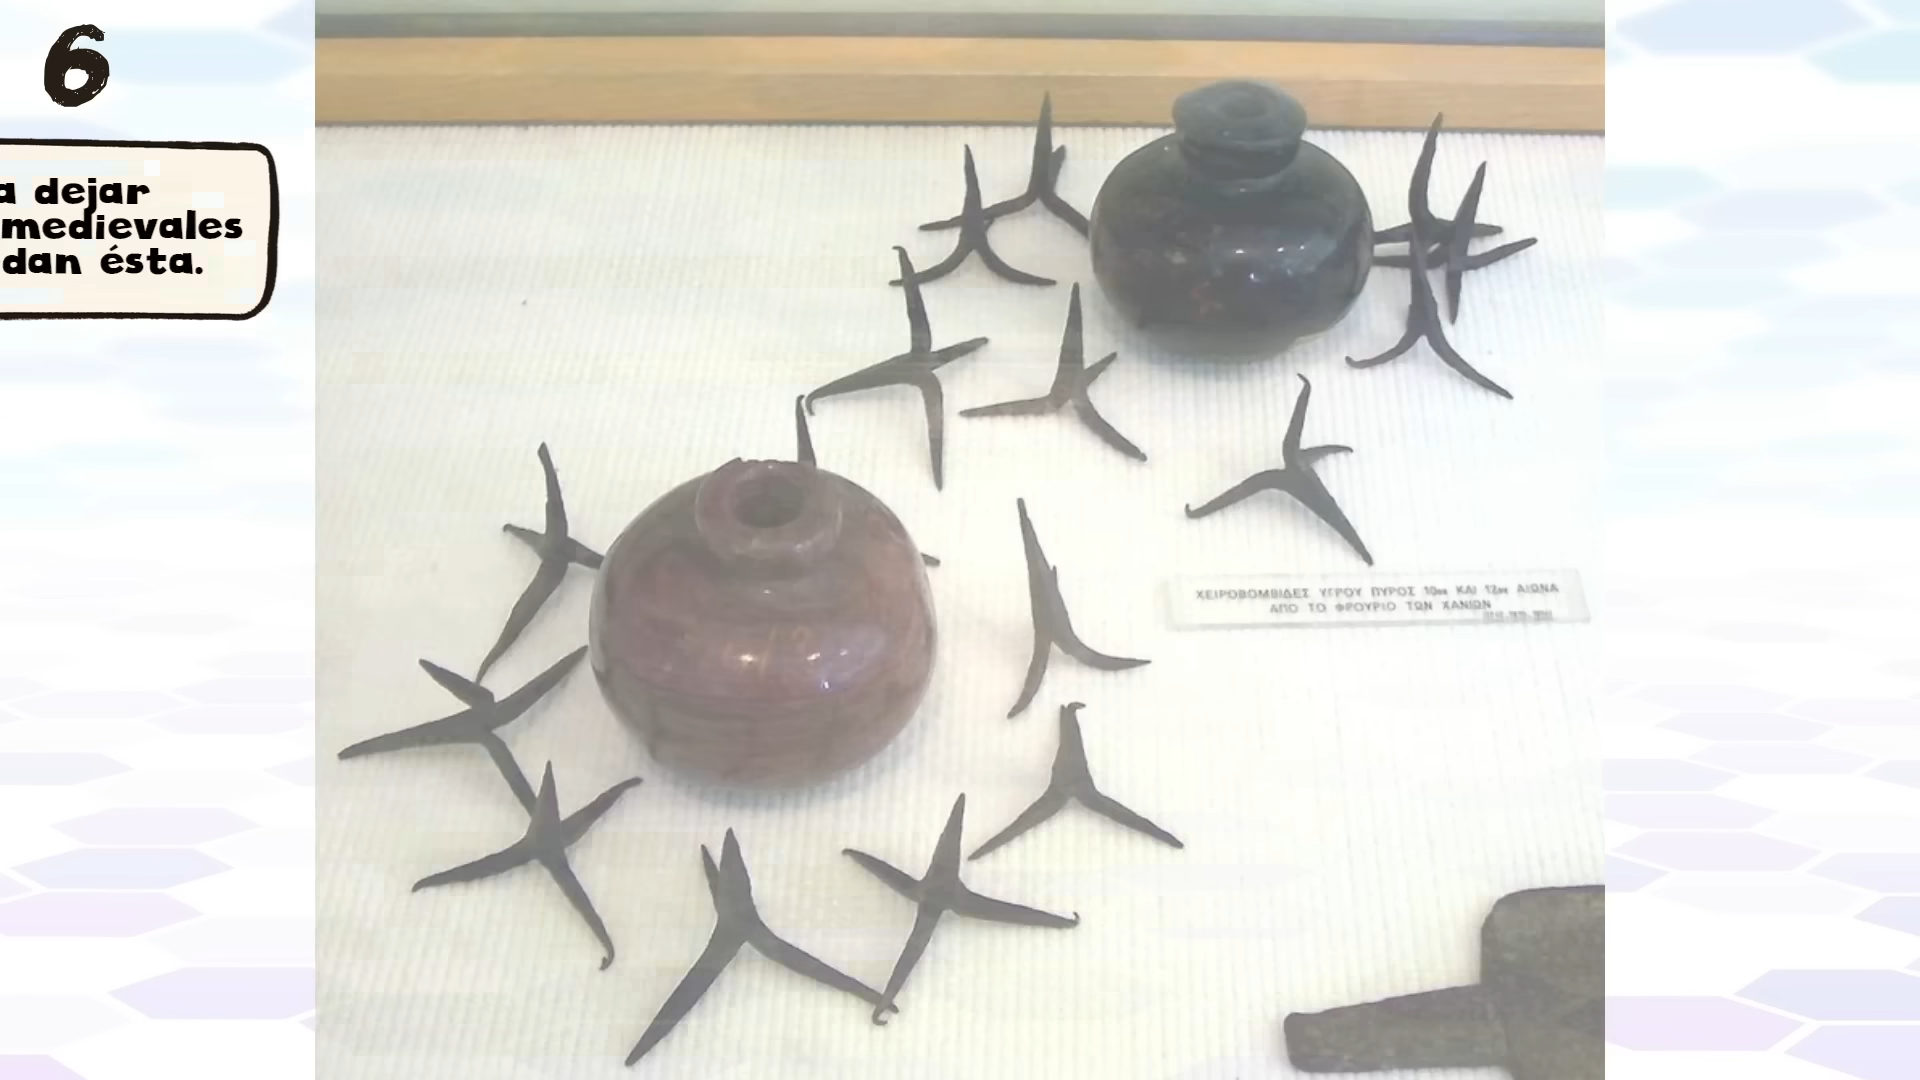 6
a dejar
medievales
dan ésta.
ΧΕΙΡΟΒΟΜΒΙΔΕΣ ΥΓΡΟΥ ΠΥΡΟΣ 10ου ΚΑΙ 12ου ΑΙΩΝΑ
ΑΠΟ ΤΟ ΦΡΟΥΡΙΟ ΤΩΝ ΧΑΝΙΩΝ